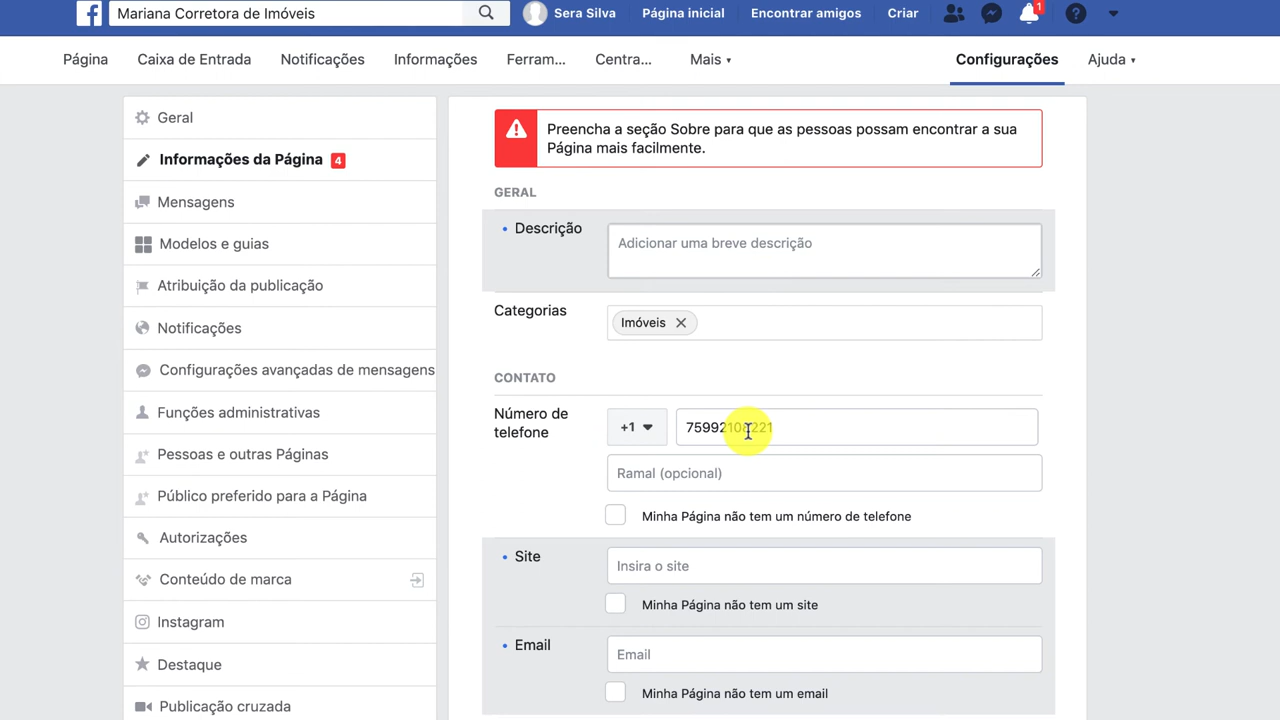 Mariana Corretora de Imóveis
Sera Silva
Página inicial
Encontrar amigos
Criar
1
Página
Caixa de Entrada
Notificações
Informações
Ferram...
Centra...
Mais
Configurações
Ajuda
Geral
Informações da Página 4
Mensagens
Modelos e guias
Atribuição da publicação
Notificações
Configurações avançadas de mensagens
Funções administrativas
Pessoas e outras Páginas
Público preferido para a Página
Autorizações
Conteúdo de marca
Instagram
Destaque
Publicação cruzada
Preencha a seção Sobre para que as pessoas possam encontrar a sua
Página mais facilmente.
GERAL
Descrição
Adicionar uma breve descrição
Categorias
Imóveis
CONTATO
Número de
telefone
+1
75992108221
Ramal (opcional)
Minha Página não tem um número de telefone
Site
Insira o site
Minha Página não tem um site
Email
Email
Minha Página não tem um email